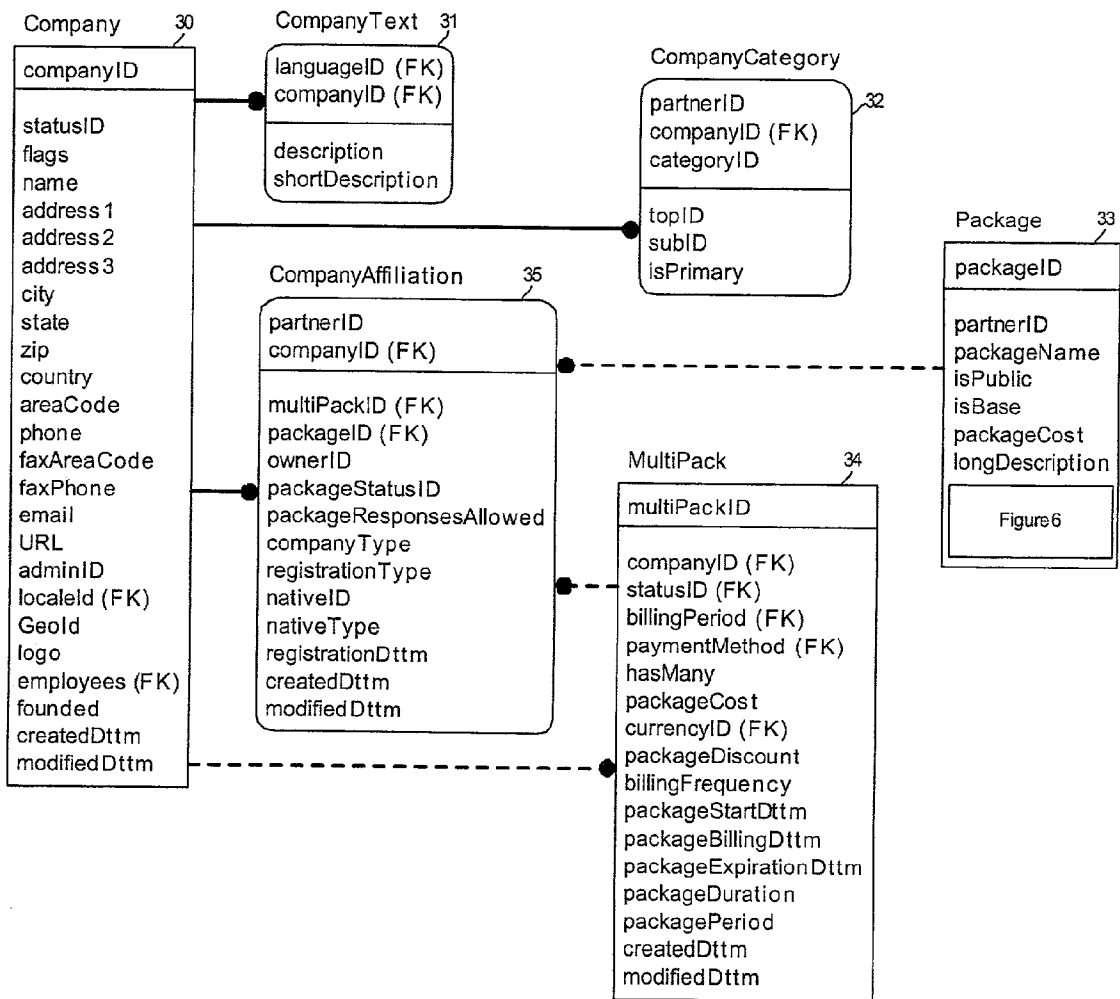 Company
30
companyID
statusID
flags
name
address1
address2
address3
city
state
zip
country
areaCode
phone
faxAreaCode
faxPhone
email
URL
adminID
localeId (FK)
GeoId
logo
employees (FK)
founded
createdDttm
modifiedDttm
CompanyText
31
languageID (FK)
companyID (FK)
description
shortDescription
CompanyCategory
32
partnerID
companyID (FK)
categoryID
topID
subID
isPrimary
Package
33
packageID
partnerID
packageName
isPublic
isBase
packageCost
longDescription
Figure6
CompanyAffiliation
35
partnerID
companyID (FK)
multiPackID (FK)
packageID (FK)
ownerID
packageStatusID
packageResponsesAllowed
companyType
registrationType
nativeID
nativeType
registrationDttm
createdDttm
modifiedDttm
MultiPack
34
multiPackID
companyID (FK)
statusID (FK)
billingPeriod (FK)
paymentMethod (FK)
hasMany
packageCost
currencyID (FK)
packageDiscount
billingFrequency
packageStartDttm
packageBillingDttm
packageExpirationDttm
packageDuration
packagePeriod
createdDttm
modifiedDttm